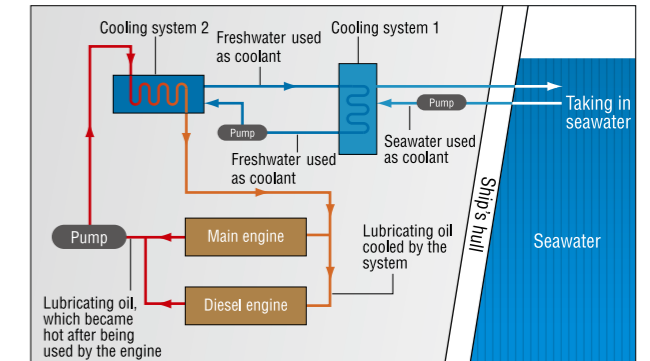 Cooling system 2
Freshwater used
as coolant
Cooling system 1
Pump
Taking in
seawater
Pump
Freshwater used
as coolant
Seawater used
as coolant
Ship's hull
Pump
Main engine
Lubricating oil
cooled by the
system
Seawater
Diesel engine
Lubricating oil,
which became
hot after being
used by the engine